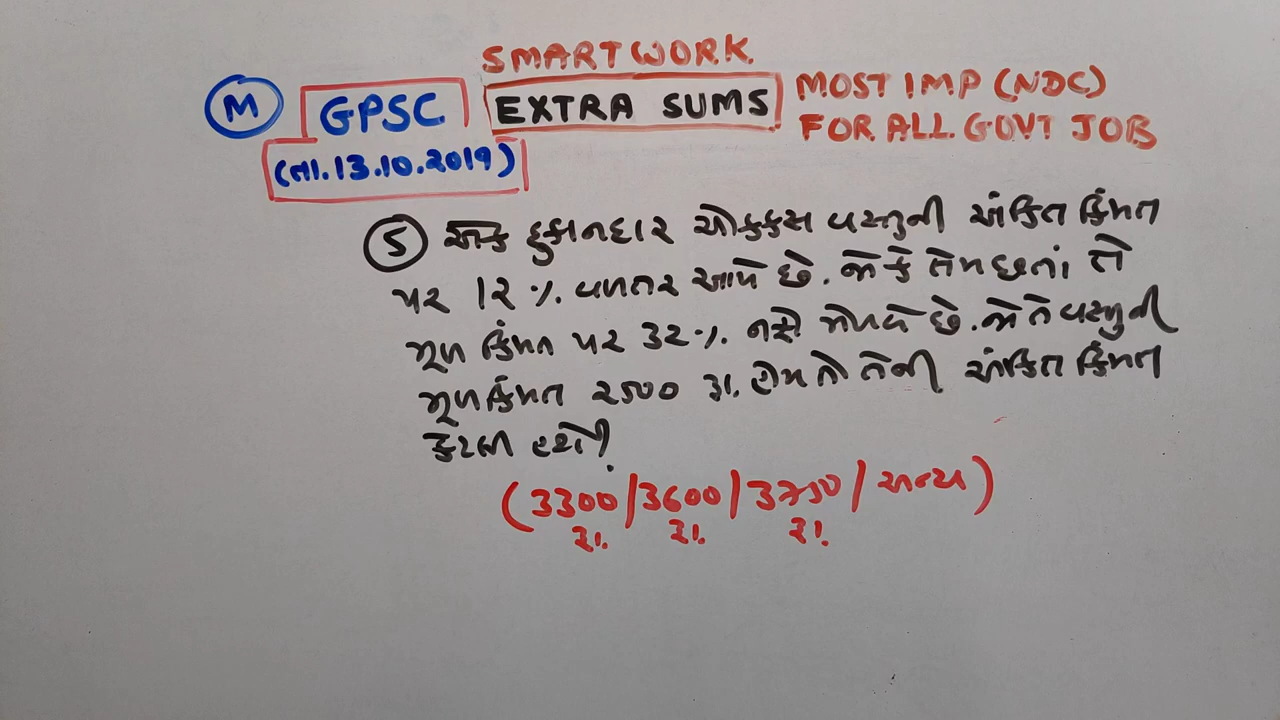 SMARTWORK
M GPSC EXTRA SUMS MOST IMP (NDC)
FOR ALL GOVT JOB
(તા.13.10.2019)
5 એક દુકાનદાર ચોકકસ વસ્તુની અંકિત કિંમત
પર 12 % વળતર આપે છે. જો કે તેમ છતાં તે
મૂળ કિંમત પર 32 % નફો મેળવે છે. જો તે વસ્તુની
મૂળ કિંમત 2500 રૂા. હોય તો તેની અંકિત કિંમત
કેટલી હશે?
(3300/3600/3750/અન્ય)
રૂા. રૂા. રૂા.